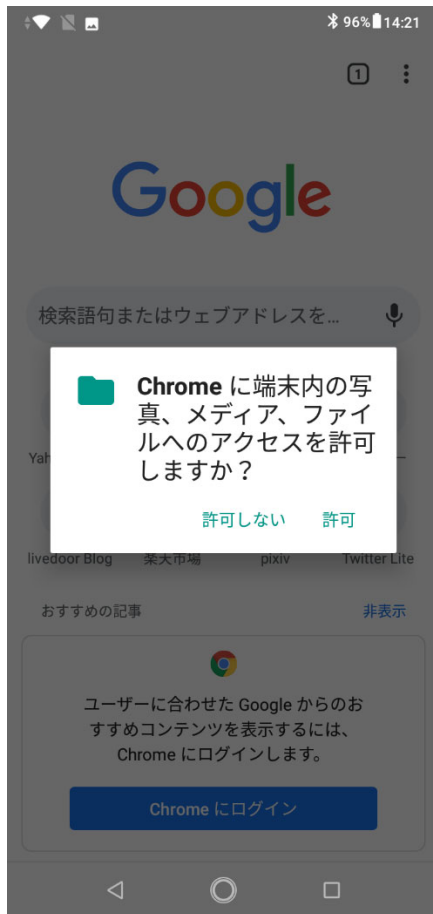 96% 14:21
1
Google
検索語句またはウェブアドレスを...
Chrome に端末内の写
真、メディア、ファイ
ルへのアクセスを許可
しますか？
許可しない 許可
Yah
livedoor Blog 楽天市場 pixiv Twitter Lite
おすすめの記事 非表示
ユーザーに合わせた Google からのお
すすめコンテンツを表示するには、
Chrome にログインします。
Chrome にログイン